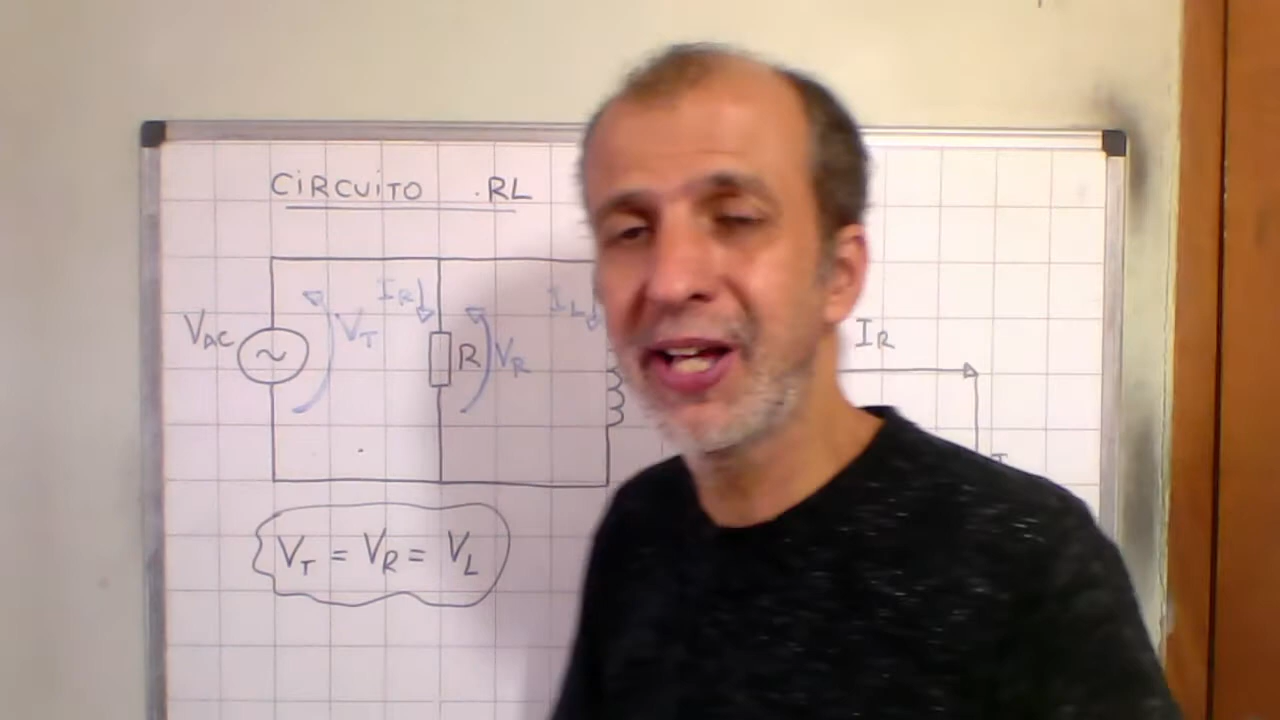 CiRCUiTO .RL
VAC
VT
IR
R
VR
IL
IR
VT = VR = VL